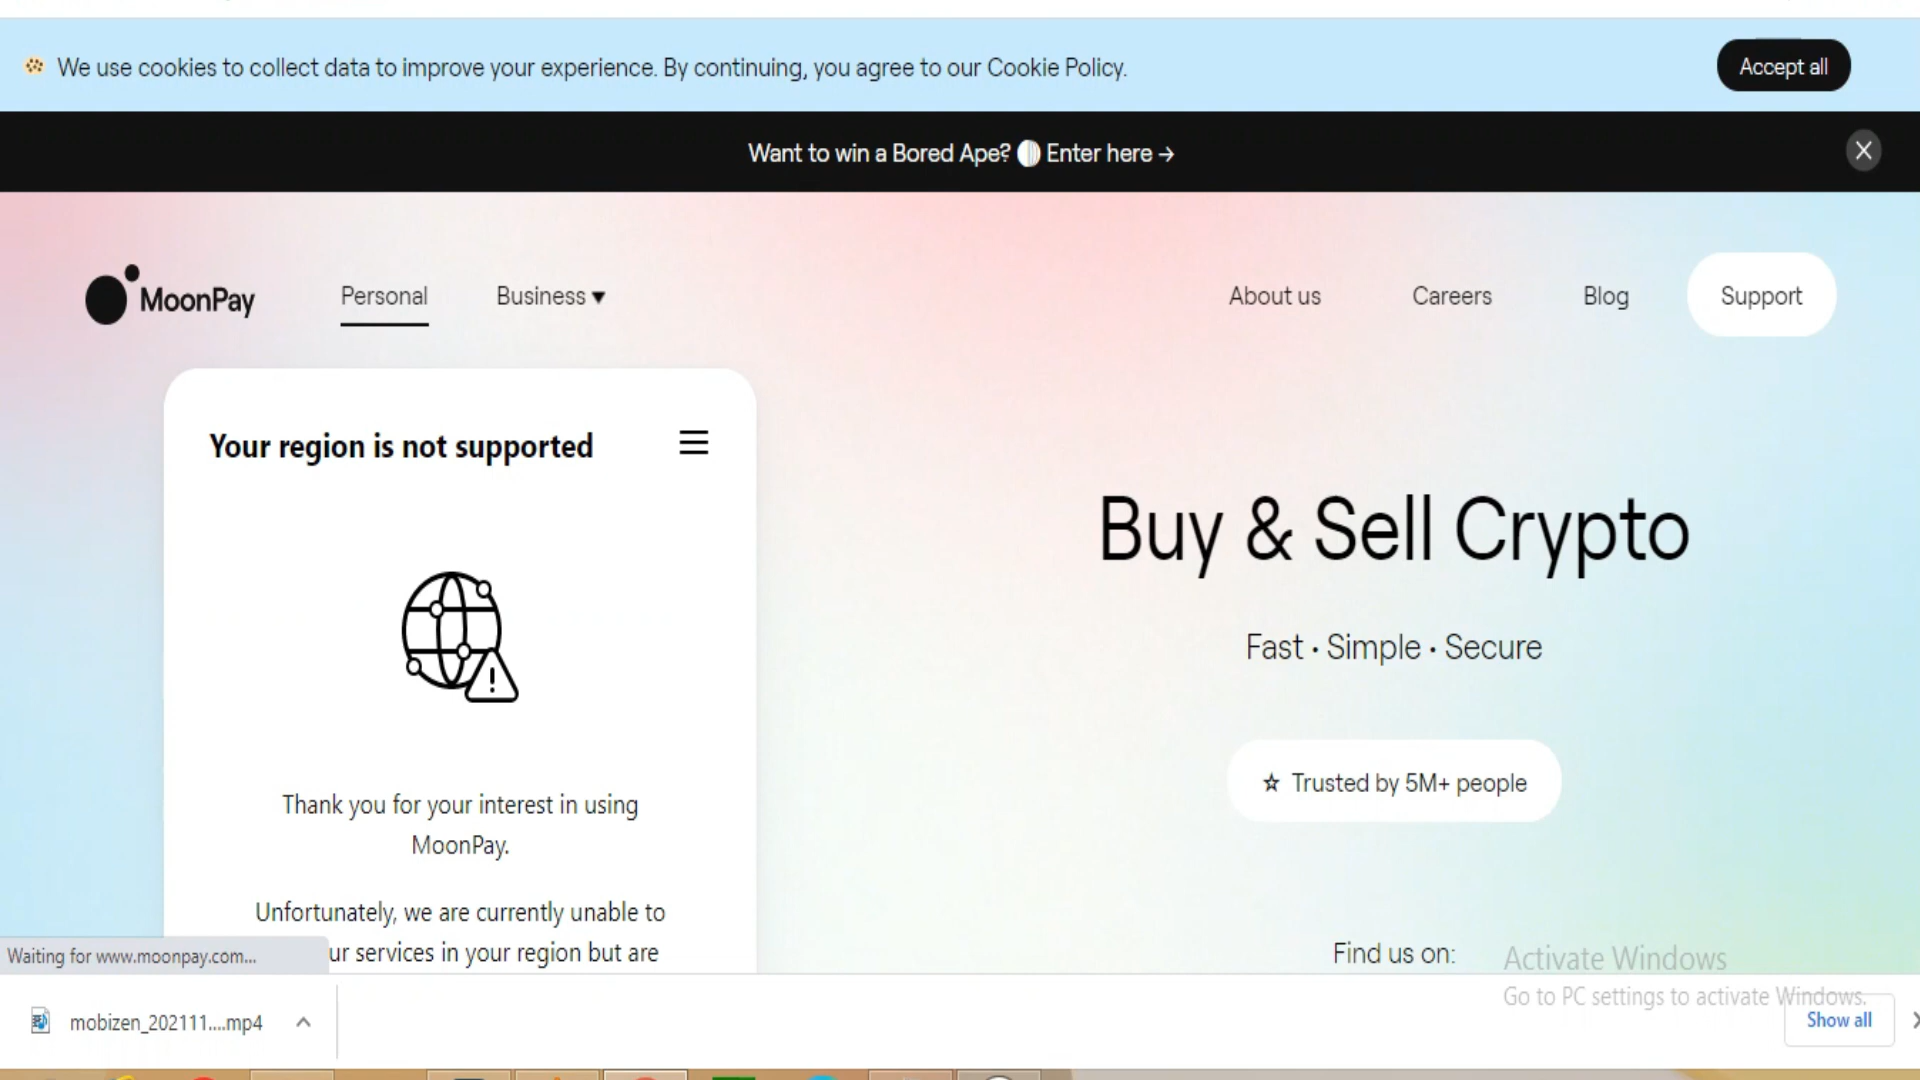 We use cookies to collect data to improve your experience. By continuing, you agree to our Cookie Policy.
Accept all
Want to win a Bored Ape? Enter here →
MoonPay
Personal
Business ▼
About us
Careers
Blog
Support
Your region is not supported
Buy & Sell Crypto
Fast · Simple · Secure
☆ Trusted by 5M+ people
Thank you for your interest in using
MoonPay.
Unfortunately, we are currently unable to
ur services in your region but are
Find us on:
Waiting for www.moonpay.com...
Activate Windows
Go to PC settings to activate Windows.
mobizen_202111....mp4
Show all